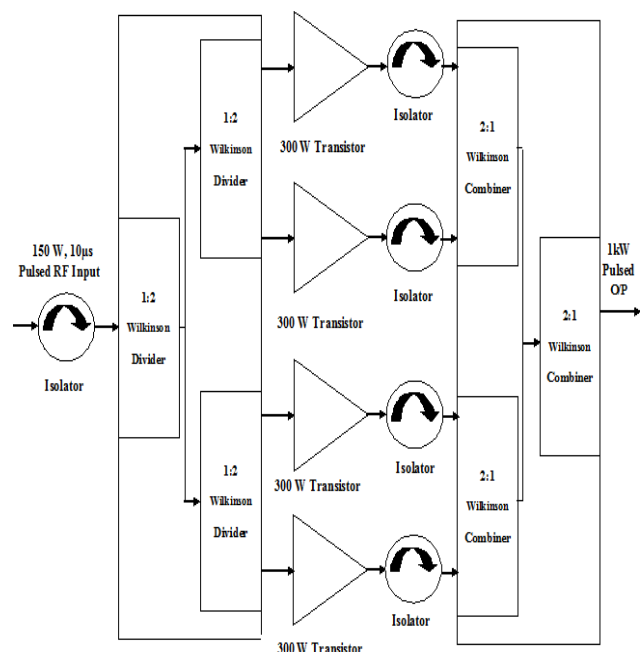 150 W, 10µs
Pulsed RF Input
Isolator
1:2
Wilkinson
Divider
1:2
Wilkinson
Divider
1:2
Wilkinson
Divider
300 W Transistor
Isolator
300 W Transistor
Isolator
300 W Transistor
Isolator
300 W Transistor
Isolator
2:1
Wilkinson
Combiner
2:1
Wilkinson
Combiner
2:1
Wilkinson
Combiner
1kW
Pulsed
O/P